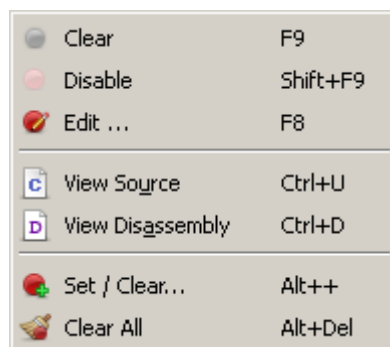 Clear F9
Disable Shift+F9
Edit ... F8
C View Source Ctrl+U
D View Disassembly Ctrl+D
Set / Clear... Alt++
Clear All Alt+Del